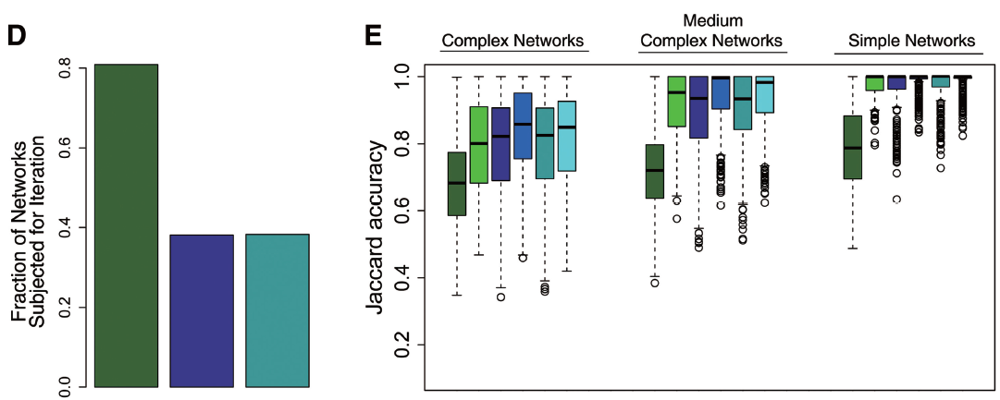 D
Fraction of Networks
Subjected for Iteration
0.8
0.6
0.4
0.2
0.0
E
Complex Networks
Medium
Complex Networks
Simple Networks
Jaccard accuracy
1.0
0.8
0.6
0.4
0.2